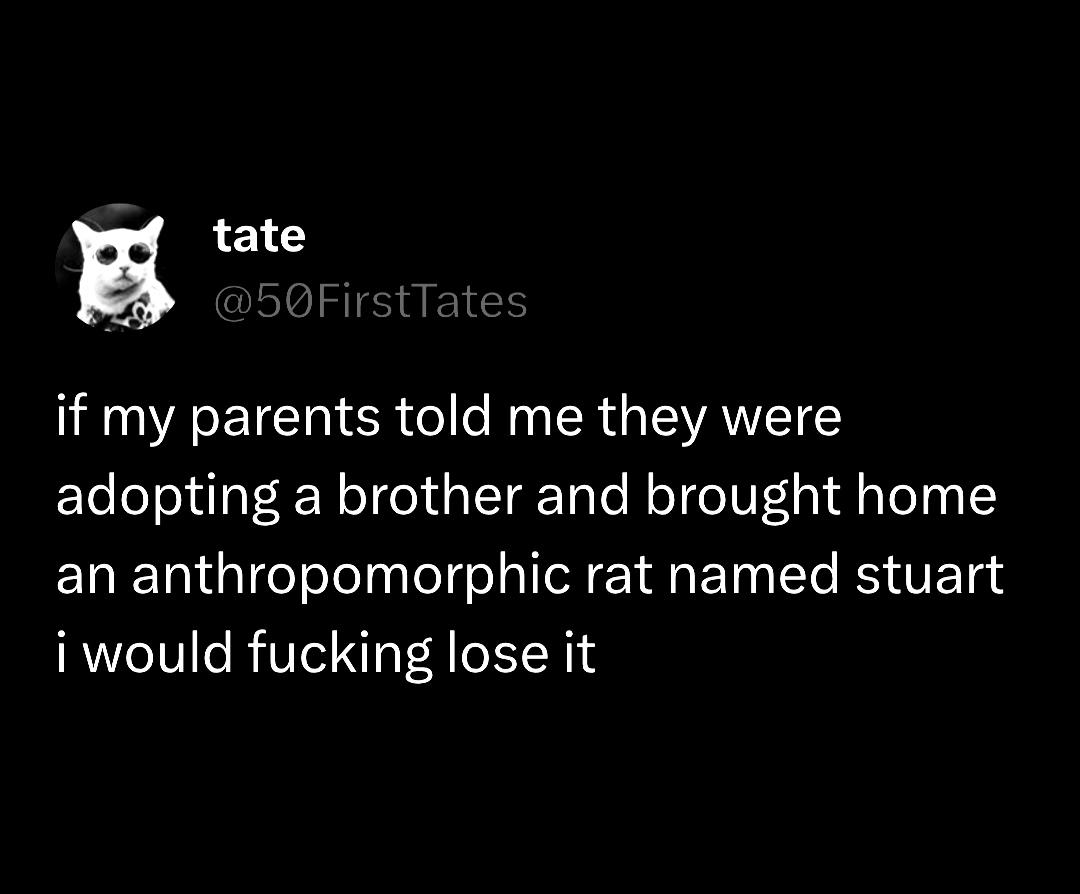 tate
@50FirstTates
if my parents told me they were
adopting a brother and brought home
an anthropomorphic rat named stuart
i would fucking lose it